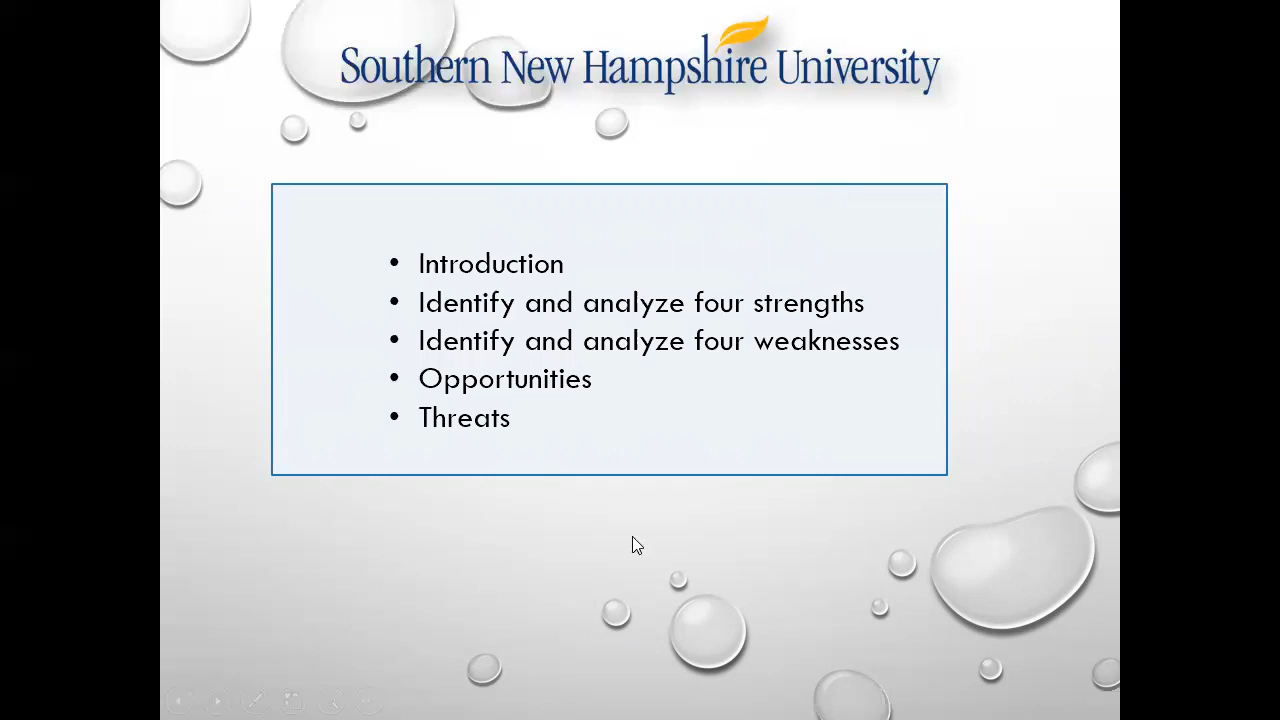 Southern New Hampshire University
• Introduction
• Identify and analyze four strengths
• Identify and analyze four weaknesses
• Opportunities
• Threats